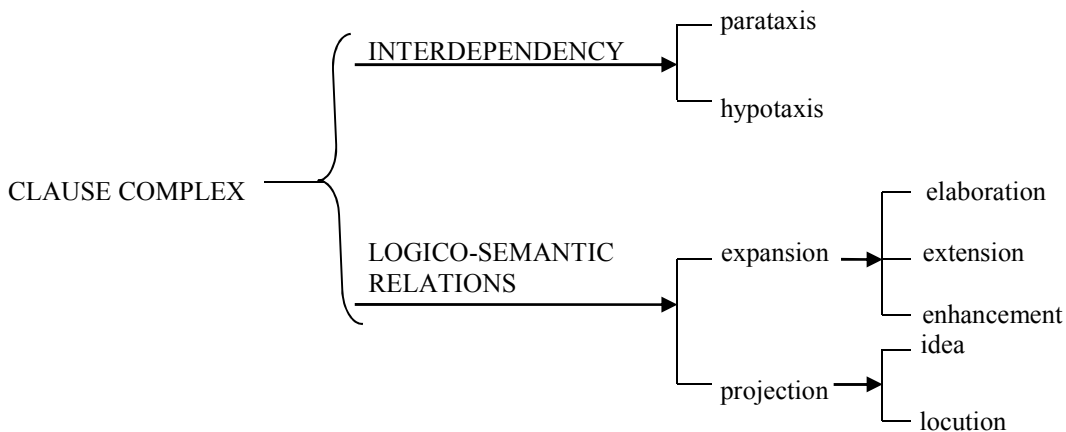 parataxis
INTERDEPENDENCY
hypotaxis
CLAUSE COMPLEX
elaboration
LOGICO-SEMANTIC
RELATIONS
expansion
extension
enhancement
idea
projection
locution